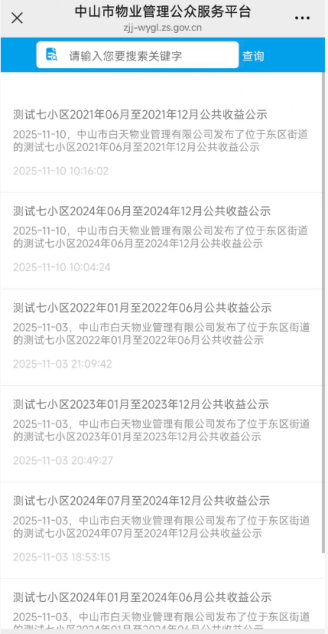 中山市物业管理公众服务平台
zjj-wygl.zs.gov.cn
请输入您要搜索关键字
查询
测试七小区2021年06月至2021年12月公共收益公示
2025-11-10，中山市白天物业管理有限公司发布了位于东区街道
的测试七小区2021年06月至2021年12月公共收益公示
2025-11-10 10:16:02
测试七小区2024年06月至2024年12月公共收益公示
2025-11-10，中山市白天物业管理有限公司发布了位于东区街道
的测试七小区2024年06月至2024年12月公共收益公示
2025-11-10 10:04:24
测试七小区2022年01月至2022年06月公共收益公示
2025-11-03，中山市白天物业管理有限公司发布了位于东区街道
的测试七小区2022年01月至2022年06月公共收益公示
2025-11-03 21:09:42
测试七小区2023年01月至2023年12月公共收益公示
2025-11-03，中山市白天物业管理有限公司发布了位于东区街道
的测试七小区2023年01月至2023年12月公共收益公示
2025-11-03 20:49:27
测试七小区2024年07月至2024年12月公共收益公示
2025-11-03，中山市白天物业管理有限公司发布了位于东区街道
的测试七小区2024年07月至2024年12月公共收益公示
2025-11-03 18:53:15
测试七小区2024年01月至2024年06月公共收益公示
2025-11-03，中山市白天物业管理有限公司发布了位于东区街道